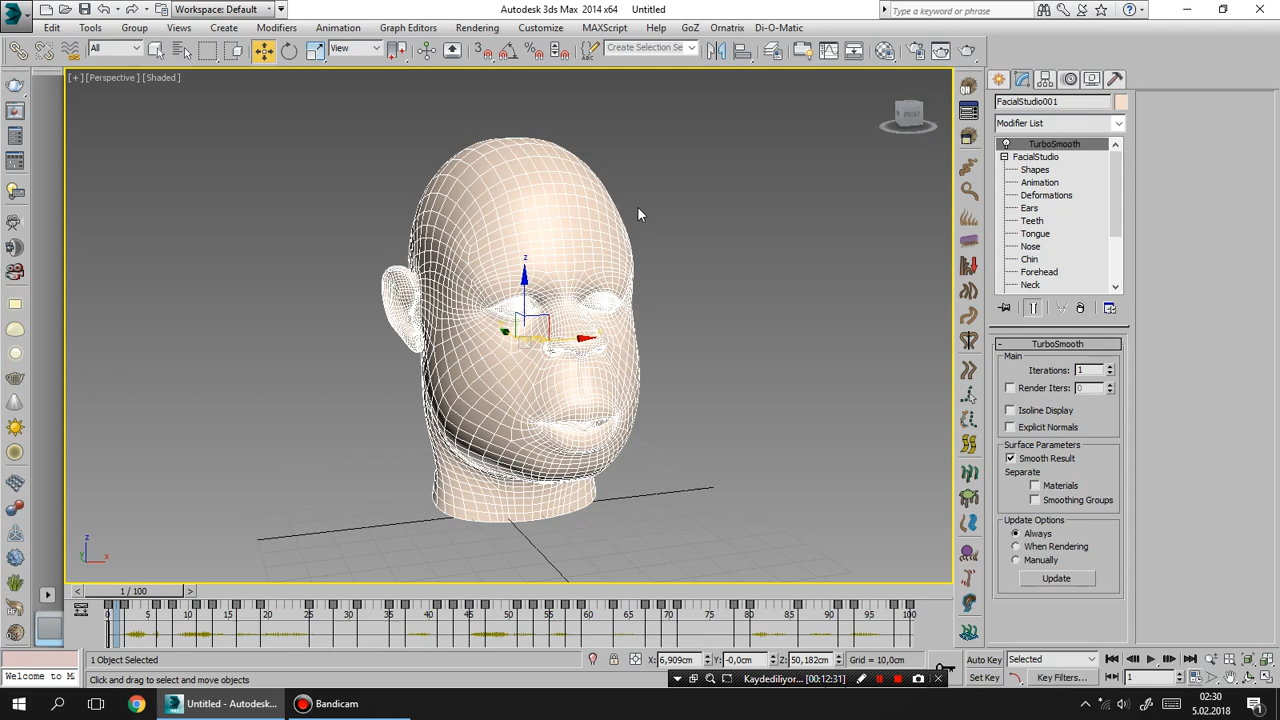 Workspace: Default
Autodesk 3ds Max 2014 x64 Untitled
Type a keyword or phrase
Edit Tools Group Views Create Modifiers Animation Graph Editors Rendering Customize MAXScript Help GoZ Ornatrix Di-O-Matic
All View Create Selection Se
[+] [Perspective] [Shaded]
FRONT
z
x
z
y
FacialStudio001
Modifier List
TurboSmooth
FacialStudio
Shapes
Animation
Deformations
Ears
Teeth
Tongue
Nose
Chin
Forehead
Neck
TurboSmooth
Main
Iterations: 1
Render Iters: 0
Isoline Display
Explicit Normals
Surface Parameters
Smooth Result
Separate
Materials
Smoothing Groups
Update Options
Always
When Rendering
Manually
Update
1 / 100
0 5 10 15 20 25 30 35 40 45 50 55 60 65 70 75 80 85 90 95 100
1 Object Selected
X: 6,909cm Y: -0,0cm Z: 50,182cm Grid = 10,0cm
Auto Key Selected
Welcome to M
Click and drag to select and move objects
Kaydediliyor... [00:12:31]
Set Key Key Filters... 1
Untitled - Autodesk...
Bandicam
02:30
5.02.2018